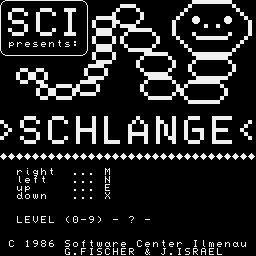 SCI
presents:
>SCHLANGE<
right ... M
left ... N
up ... E
down ... X
LEVEL (0-9) - ? -
C 1986 Software Center Ilmenau
G.FISCHER & J.ISRAEL